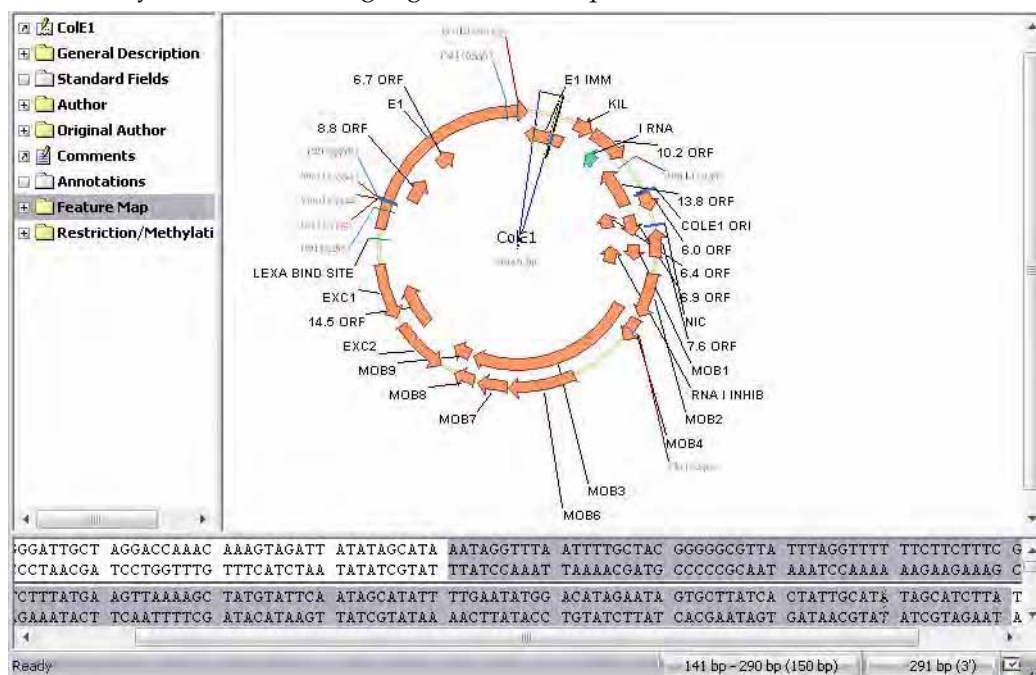 ColE1
General Description
Standard Fields
Author
Original Author
Comments
Annotations
Feature Map
Restriction/Methylati
E1 IMM
6.7 ORF
KIL
E1
I RNA
8.8 ORF
10.2 ORF
13.8 ORF
COLE1 ORI
ColE1
6.0 ORF
LEXA BIND SITE
6.4 ORF
EXC1
6.9 ORF
14.5 ORF
NIC
EXC2
7.6 ORF
MOB9
MOB1
MOB8
RNA I INHIB
MOB7
MOB2
MOB4
MOB3
MOB6
GGATTGCT AGGACCAAAC AAAGTAGATT ATATAGCATA AATAGGTTTA ATTTTGCTAC GGGGGCGTTA TTTAGGTTTT TTCTTCTTTC G
CCTAACGA TCCTGGTTTG TTTCATCTAA TATATCGTAT TTATCCAAAT TAAAACGATG CCCCCGCAAT AAATCCAAAA AAGAAGAAAG C
CTTTATGA AGTTAAAAGC TATGTATTCA ATAGCATATT TTGAATATGG ACATAGAATA GTGCTTATCA CTATTGCATA TAGCATCTTA T
GAAATACT TCAATTTTCG ATACATAAGT TATCGTATAA AACTTATACC TGTATCTTAT CACGAATAGT GATAACGTAT ATCGTAGAAT A
Ready 141 bp - 290 bp (150 bp) 291 bp (3')